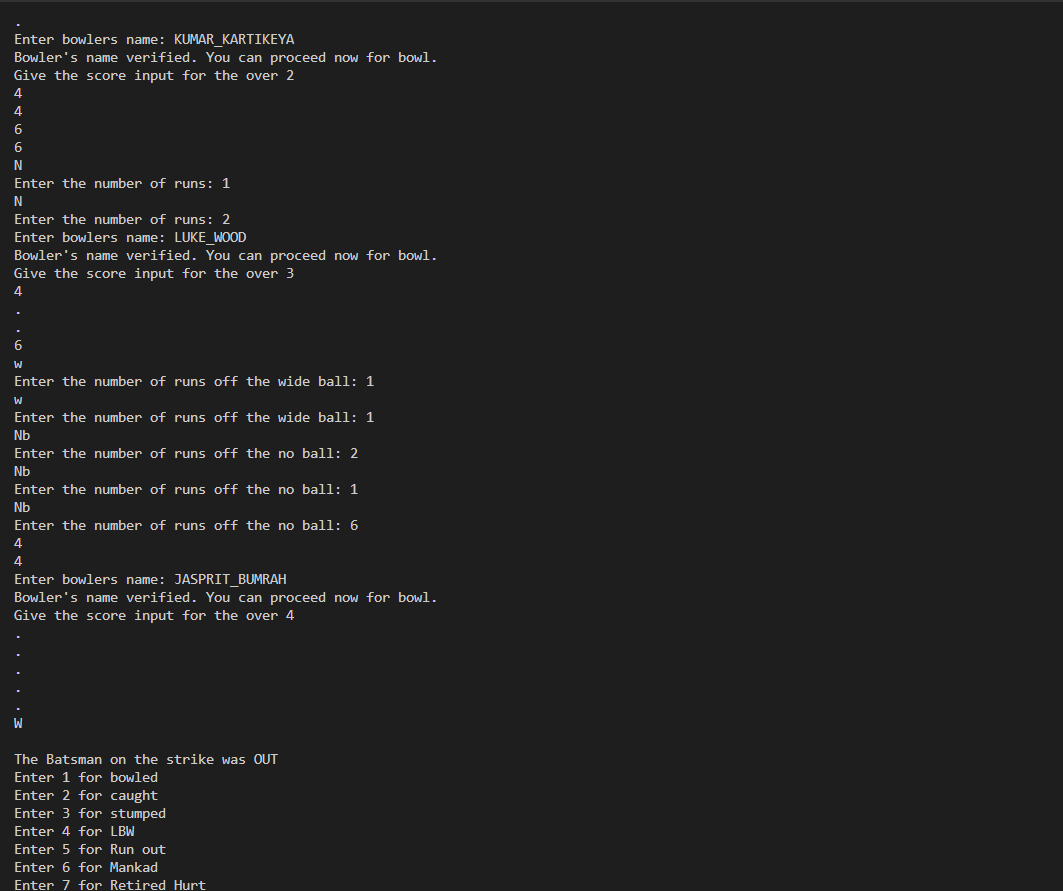 .
Enter bowlers name: KUMAR_KARTIKEYA
Bowler's name verified. You can proceed now for bowl.
Give the score input for the over 2
4
4
6
6
N
Enter the number of runs: 1
N
Enter the number of runs: 2
Enter bowlers name: LUKE_WOOD
Bowler's name verified. You can proceed now for bowl.
Give the score input for the over 3
4
.
.
6
w
Enter the number of runs off the wide ball: 1
w
Enter the number of runs off the wide ball: 1
Nb
Enter the number of runs off the no ball: 2
Nb
Enter the number of runs off the no ball: 1
Nb
Enter the number of runs off the no ball: 6
4
4
Enter bowlers name: JASPRIT_BUMRAH
Bowler's name verified. You can proceed now for bowl.
Give the score input for the over 4
.
.
.
.
.
W
The Batsman on the strike was OUT
Enter 1 for bowled
Enter 2 for caught
Enter 3 for stumped
Enter 4 for LBW
Enter 5 for Run out
Enter 6 for Mankad
Enter 7 for Retired Hurt